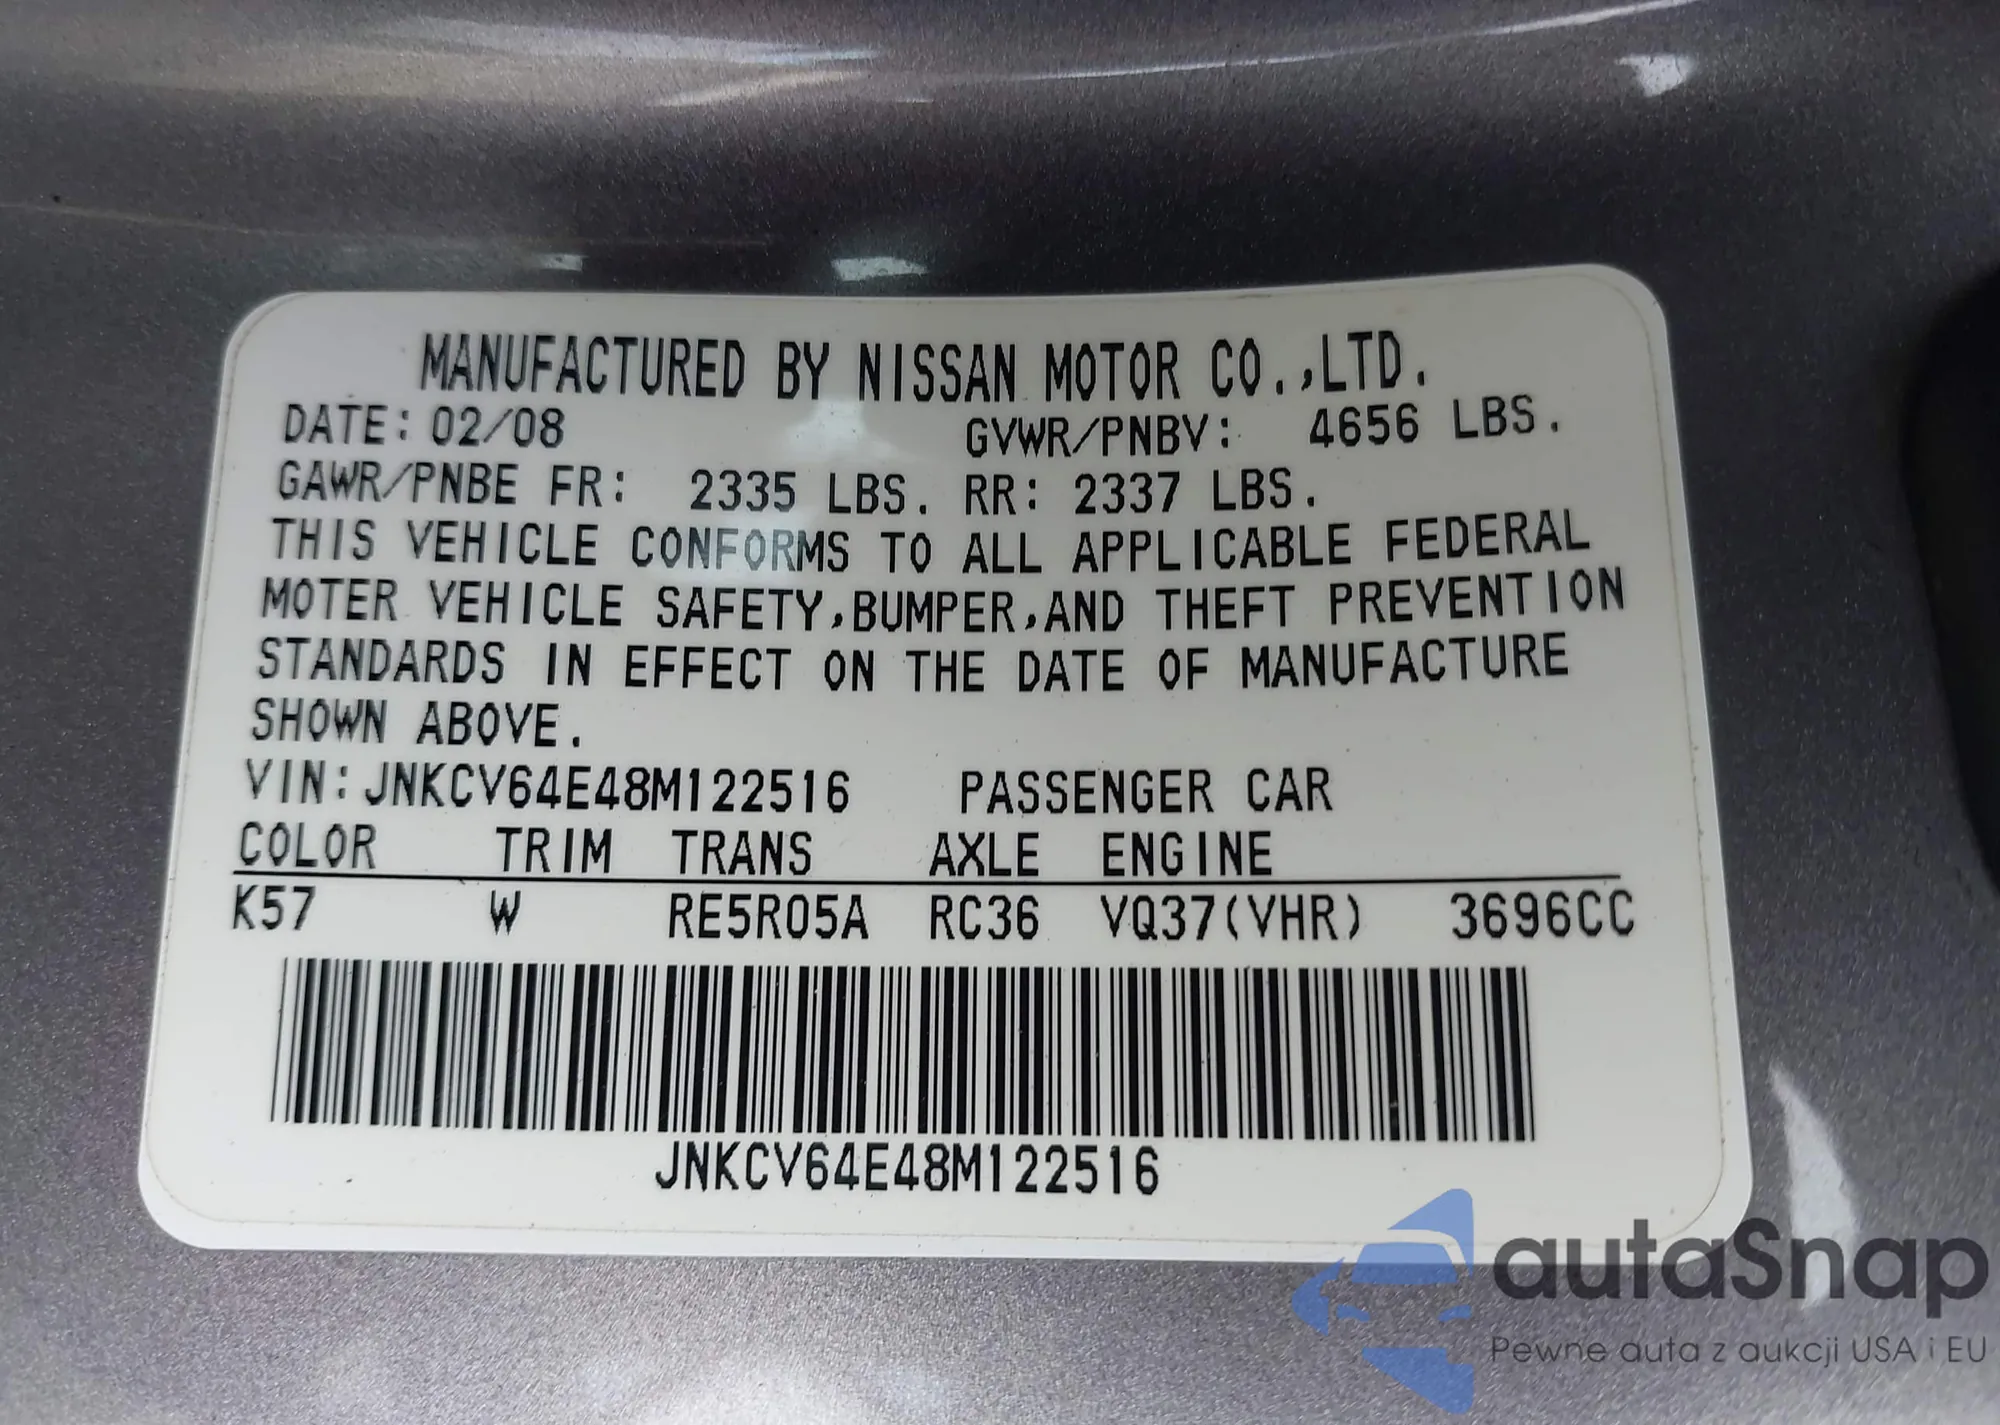 MANUFACTURED BY NISSAN MOTOR CO.,LTD.
DATE: 02/08 GVWR/PNBV: 4656 LBS.
GAWR/PNBE FR: 2335 LBS. RR: 2337 LBS.
THIS VEHICLE CONFORMS TO ALL APPLICABLE FEDERAL
MOTER VEHICLE SAFETY,BUMPER,AND THEFT PREVENTION
STANDARDS IN EFFECT ON THE DATE OF MANUFACTURE
SHOWN ABOVE.
VIN:JNKCV64E48M122516 PASSENGER CAR
COLOR TRIM TRANS AXLE ENGINE
K57 W RE5R05A RC36 VQ37(VHR) 3696CC
JNKCV64E48M122516
autaSnap
Pewne auta z aukcji USA i EU